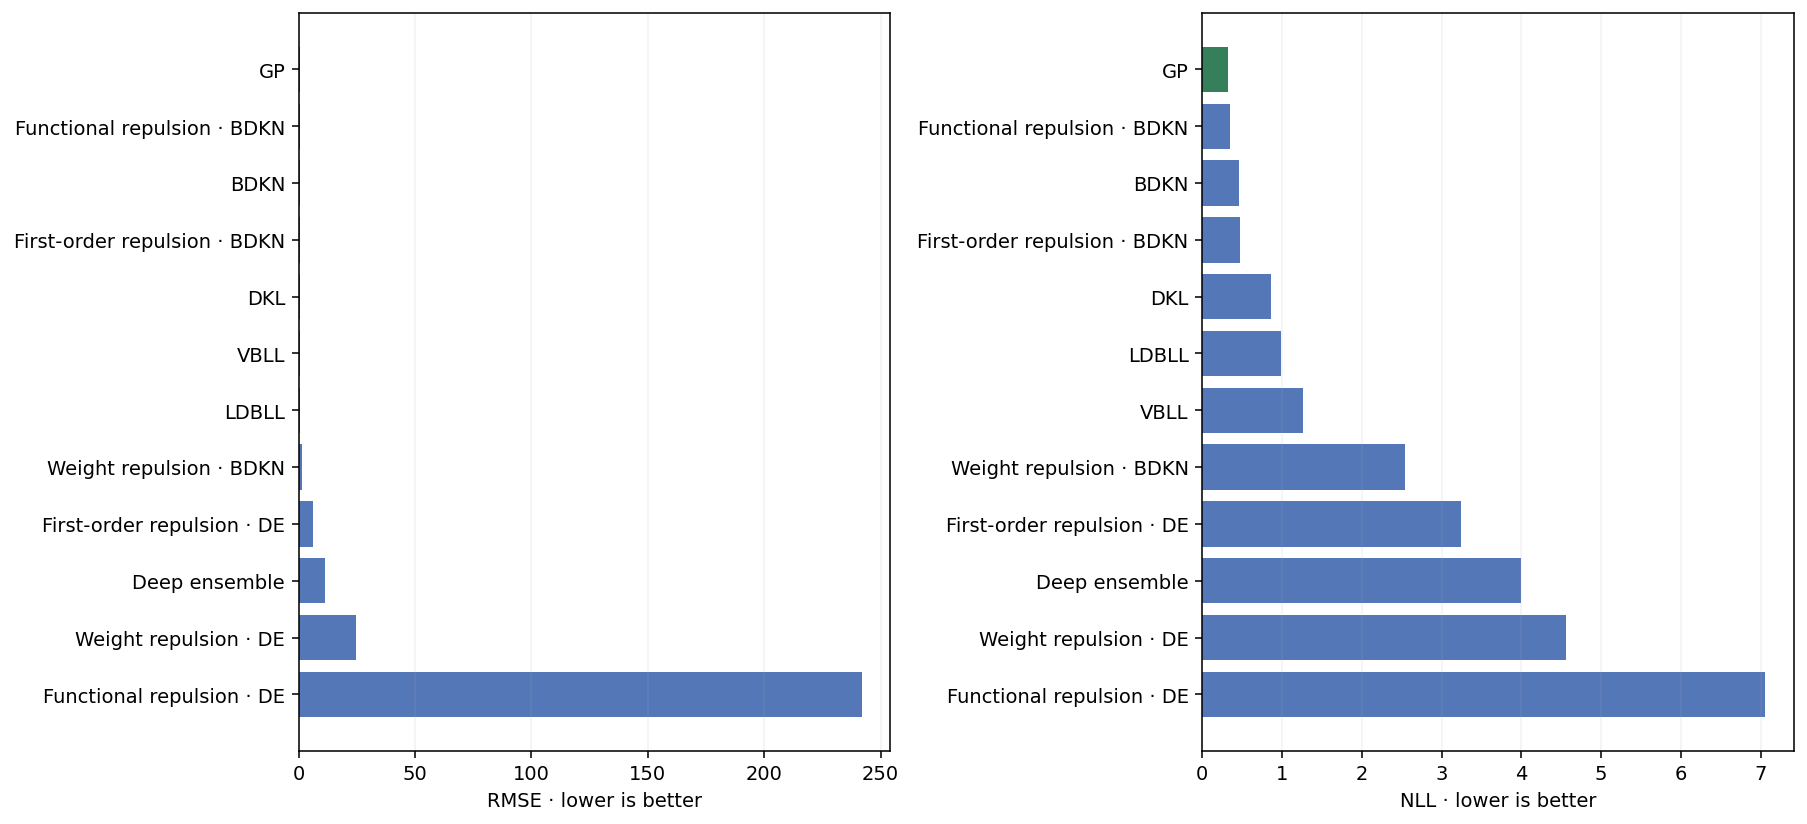 GP
Functional repulsion · BDKN
BDKN
First-order repulsion · BDKN
DKL
VBLL
LDBLL
Weight repulsion · BDKN
First-order repulsion · DE
Deep ensemble
Weight repulsion · DE
Functional repulsion · DE
0 50 100 150 200 250
RMSE · lower is better
GP
Functional repulsion · BDKN
BDKN
First-order repulsion · BDKN
DKL
LDBLL
VBLL
Weight repulsion · BDKN
First-order repulsion · DE
Deep ensemble
Weight repulsion · DE
Functional repulsion · DE
0 1 2 3 4 5 6 7
NLL · lower is better